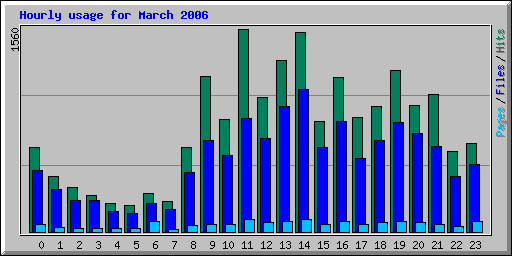 Hourly usage for March 2006
1560
Pages/Files/Hits
0 1 2 3 4 5 6 7 8 9 10 11 12 13 14 15 16 17 18 19 20 21 22 23